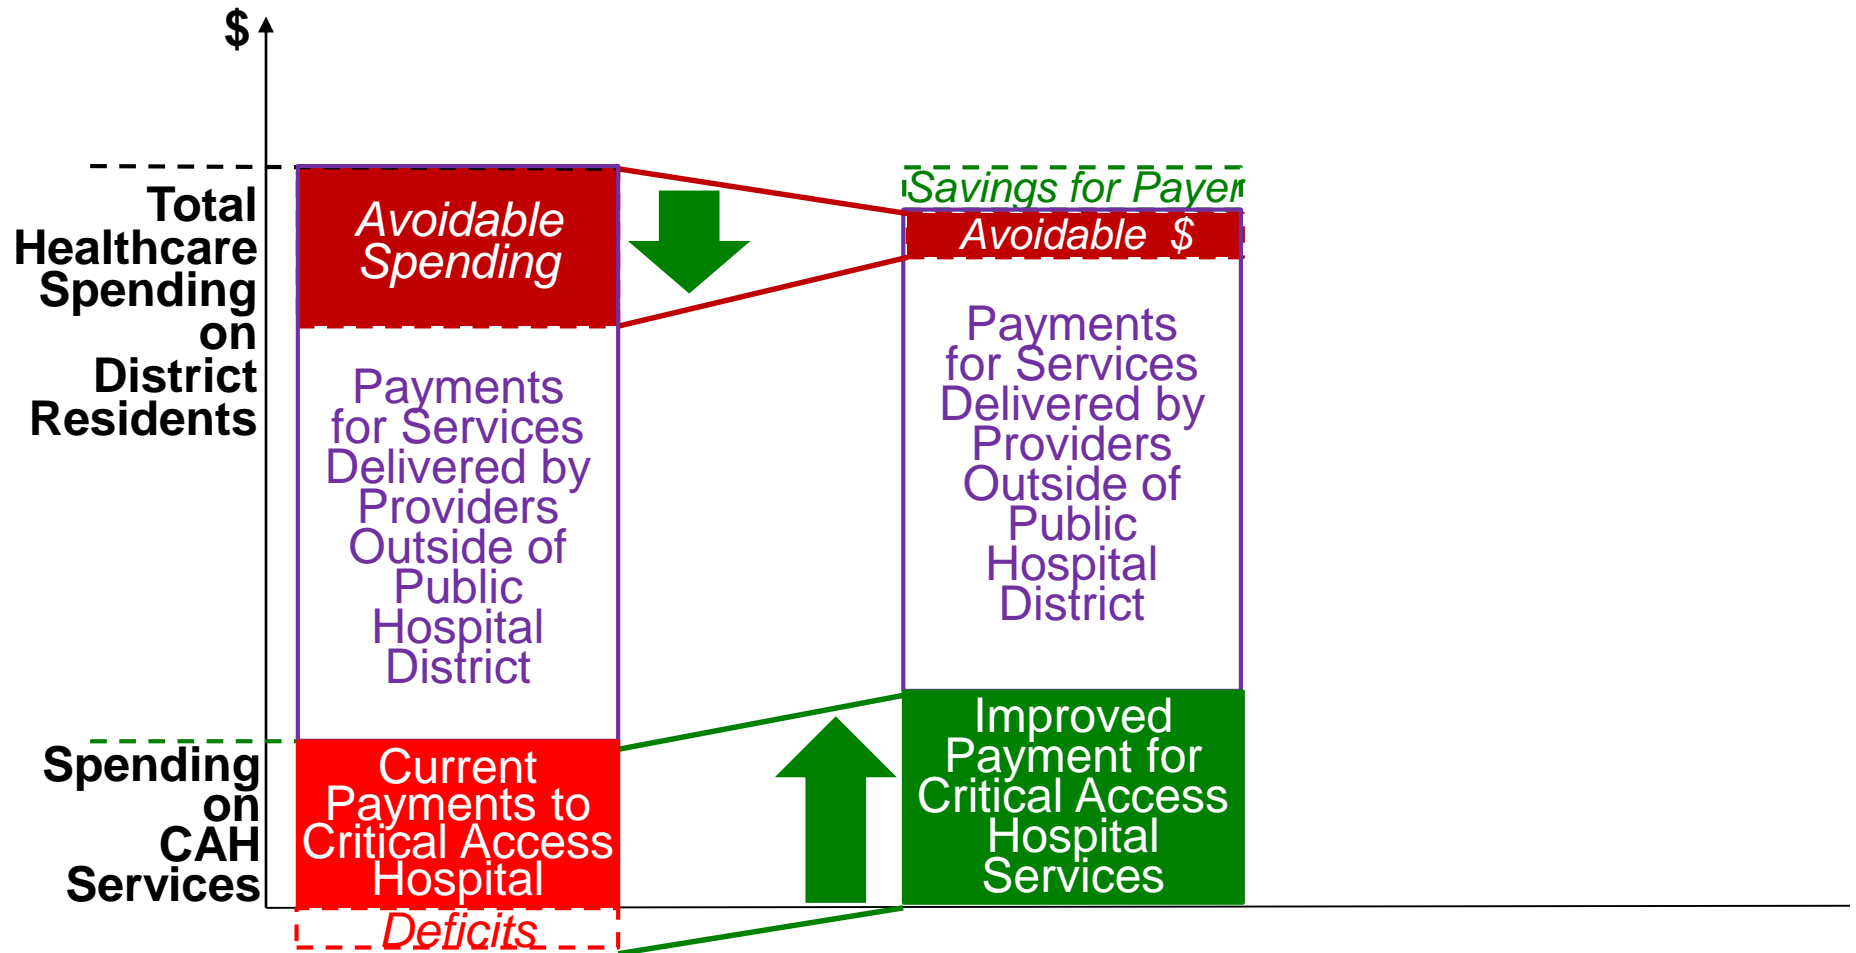 $
Total
Healthcare
Spending
on
District
Residents
Spending
on
CAH
Services
Avoidable
Spending
Payments
for Services
Delivered by
Providers
Outside of
Public
Hospital
District
Current
Payments to
Critical Access
Hospital
Deficits
Savings for Payer
Avoidable $
Payments
for Services
Delivered by
Providers
Outside of
Public
Hospital
District
Improved
Payment for
Critical Access
Hospital
Services